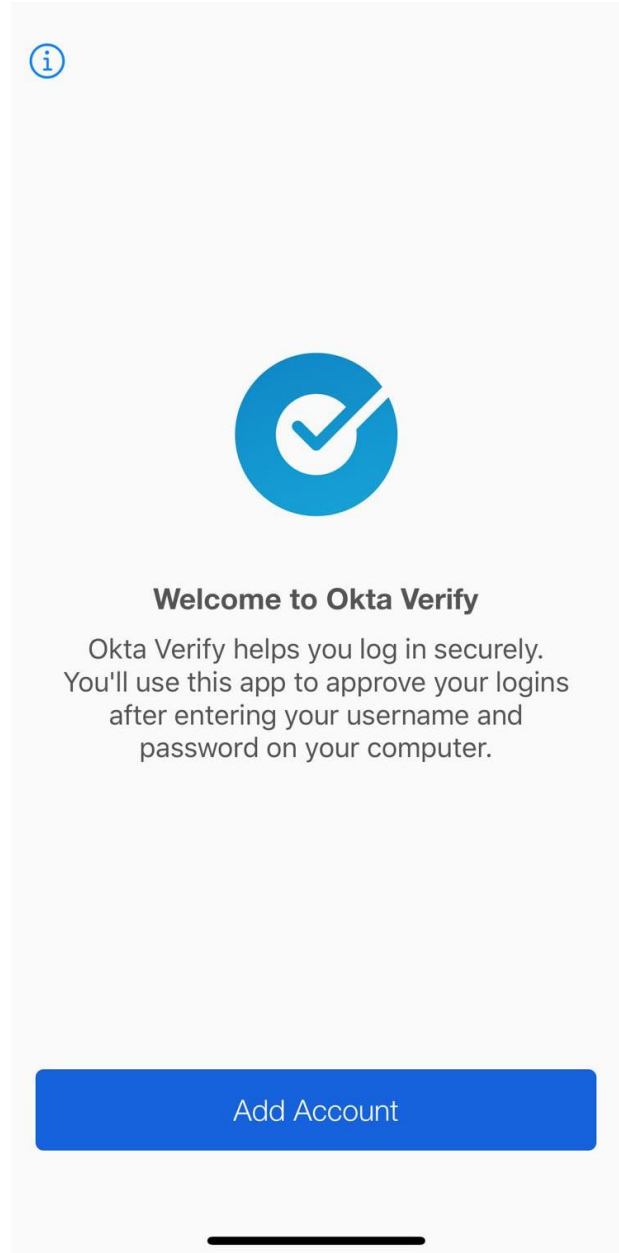 i
Welcome to Okta Verify
Okta Verify helps you log in securely.
You'll use this app to approve your logins
after entering your username and
password on your computer.
Add Account